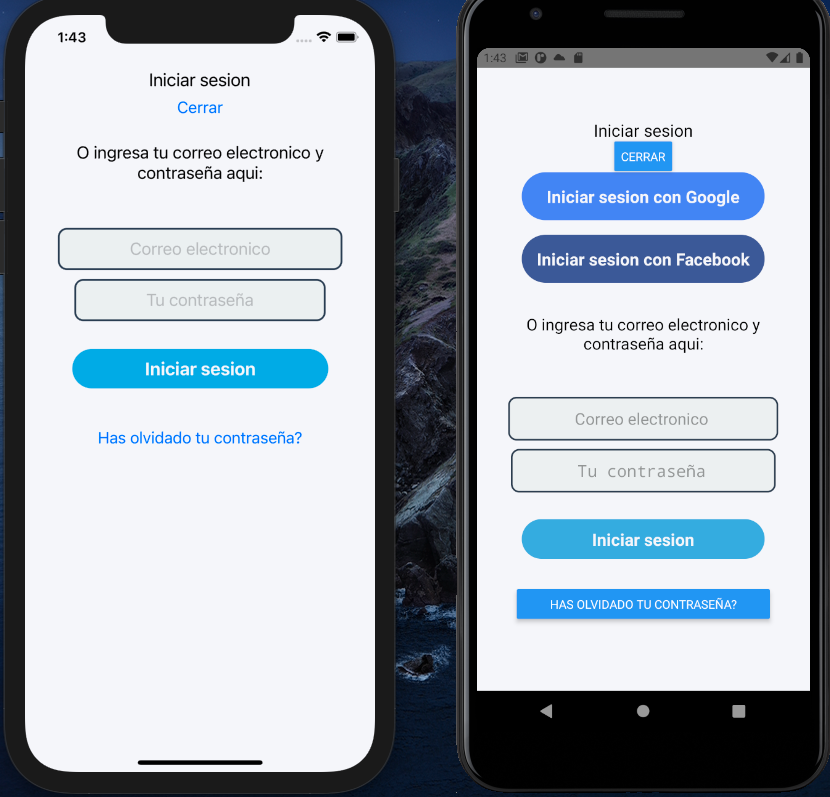 1:43
Iniciar sesion
Cerrar
O ingresa tu correo electronico y
contraseña aqui:
Correo electronico
Tu contraseña
Iniciar sesion
Has olvidado tu contraseña?
1:43
Iniciar sesion
CERRAR
Iniciar sesion con Google
Iniciar sesion con Facebook
O ingresa tu correo electronico y
contraseña aqui:
Correo electronico
Tu contraseña
Iniciar sesion
HAS OLVIDADO TU CONTRASEÑA?